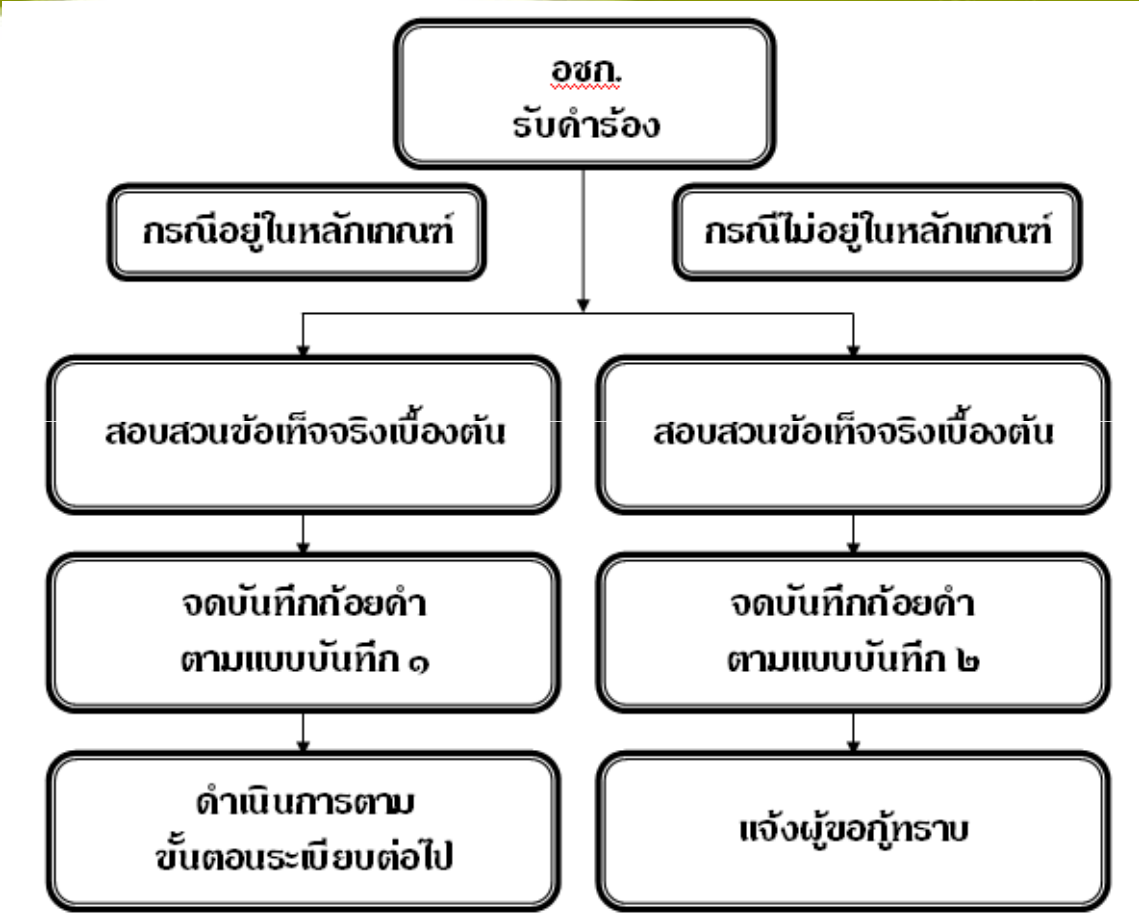 อชก.
รับคำร้อง
กรณีอยู่ในหลักเกณฑ์
กรณีไม่อยู่ในหลักเกณฑ์
สอบสวนข้อเท็จจริงเบื้องต้น
สอบสวนข้อเท็จจริงเบื้องต้น
จดบันทึกถ้อยคำ
ตามแบบบันทึก ๑
จดบันทึกถ้อยคำ
ตามแบบบันทึก ๒
ดำเนินการตาม
ขั้นตอนระเบียบต่อไป
แจ้งผู้ขอกู้ทราบ